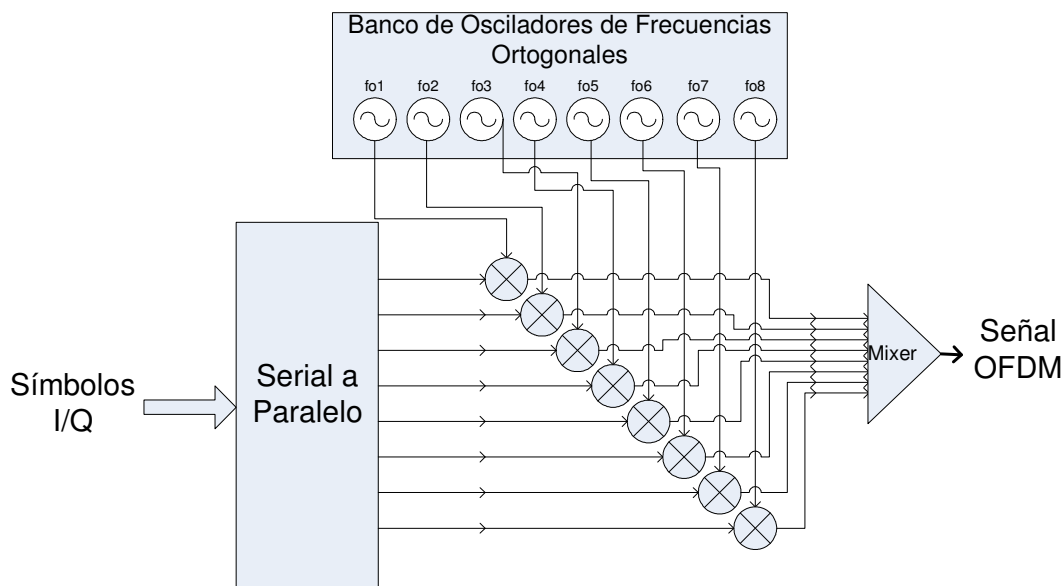 Banco de Osciladores de Frecuencias
Ortogonales
fo1 fo2 fo3 fo4 fo5 fo6 fo7 fo8
Símbolos
I/Q
Serial a
Paralelo
Mixer
Señal
OFDM